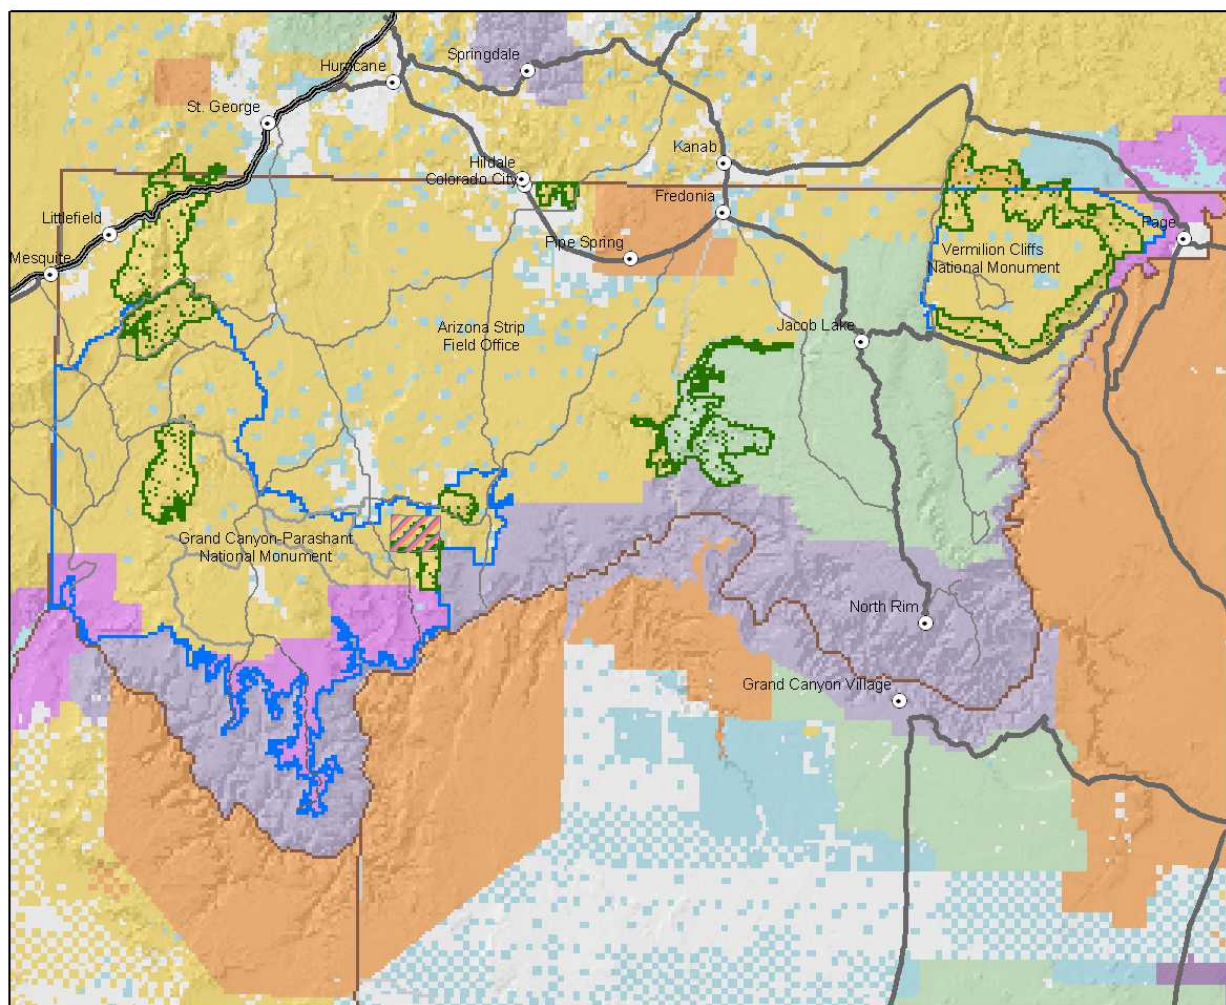 Springdale
Hurricane
St. George
Kanab
Hildale
Colorado City
Fredonia
Littlefield
Page
Pipe Spring
Mesquite
Vermilion Cliffs
National Monument
Arizona Strip
Field Office
Jacob Lake
Grand Canyon-Parashant
National Monument
North Rim
Grand Canyon Village